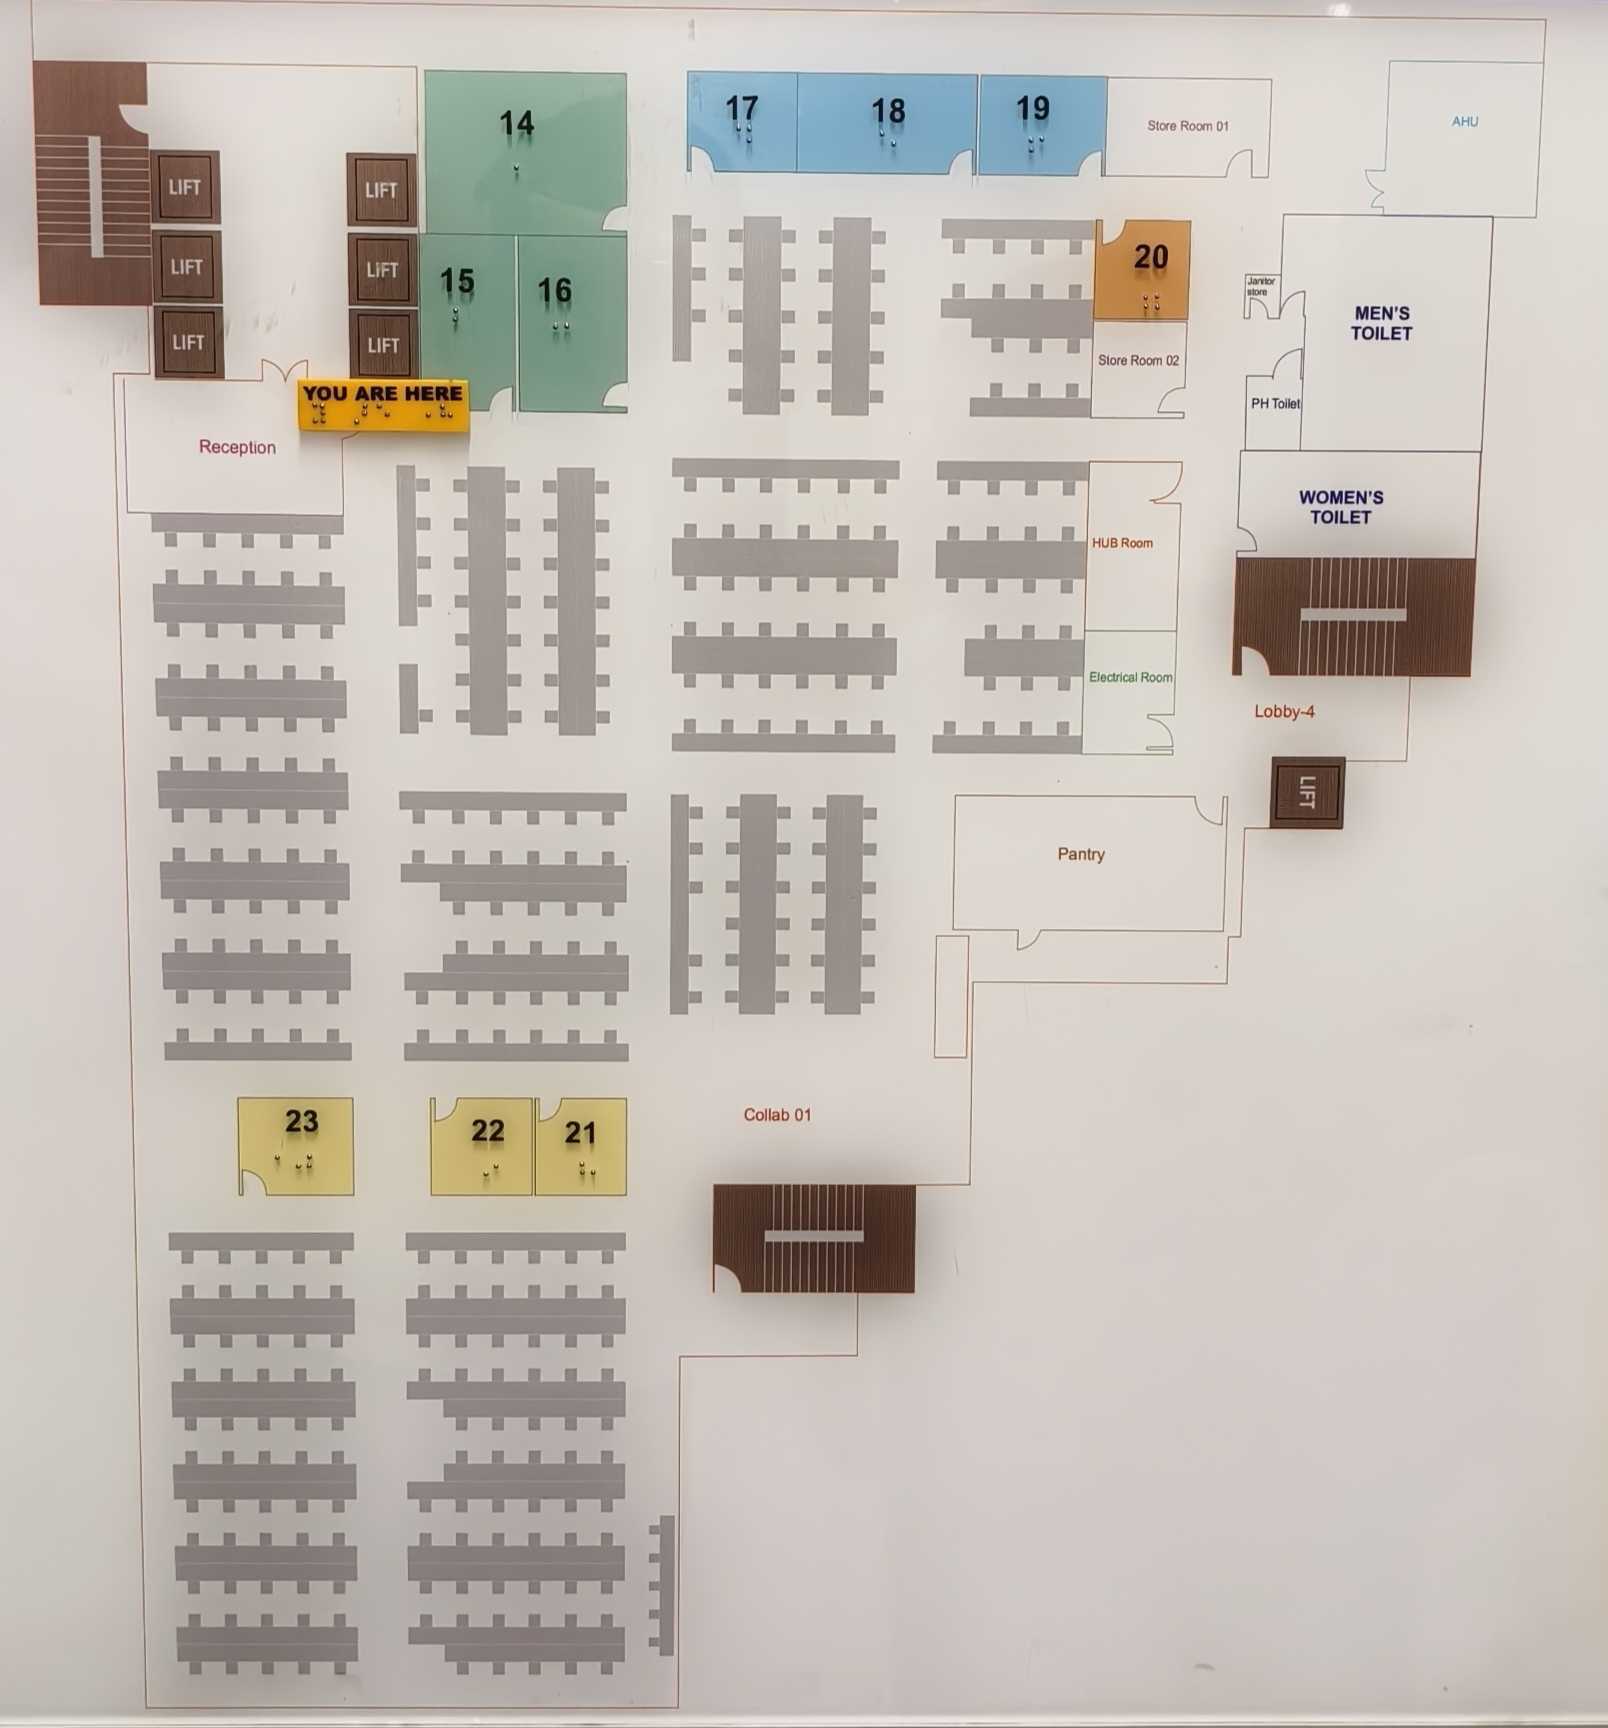 14
17
18
19
Store Room 01
AHU
LIFT
LIFT
15
16
20
LIFT
LIFT
Janitor
store
MEN'S
TOILET
LIFT
LIFT
Store Room 02
YOU ARE HERE
PH Toilet
Reception
WOMEN'S
TOILET
HUB Room
Electrical Room
Lobby-4
LIFT
Pantry
Collab 01
23
22
21